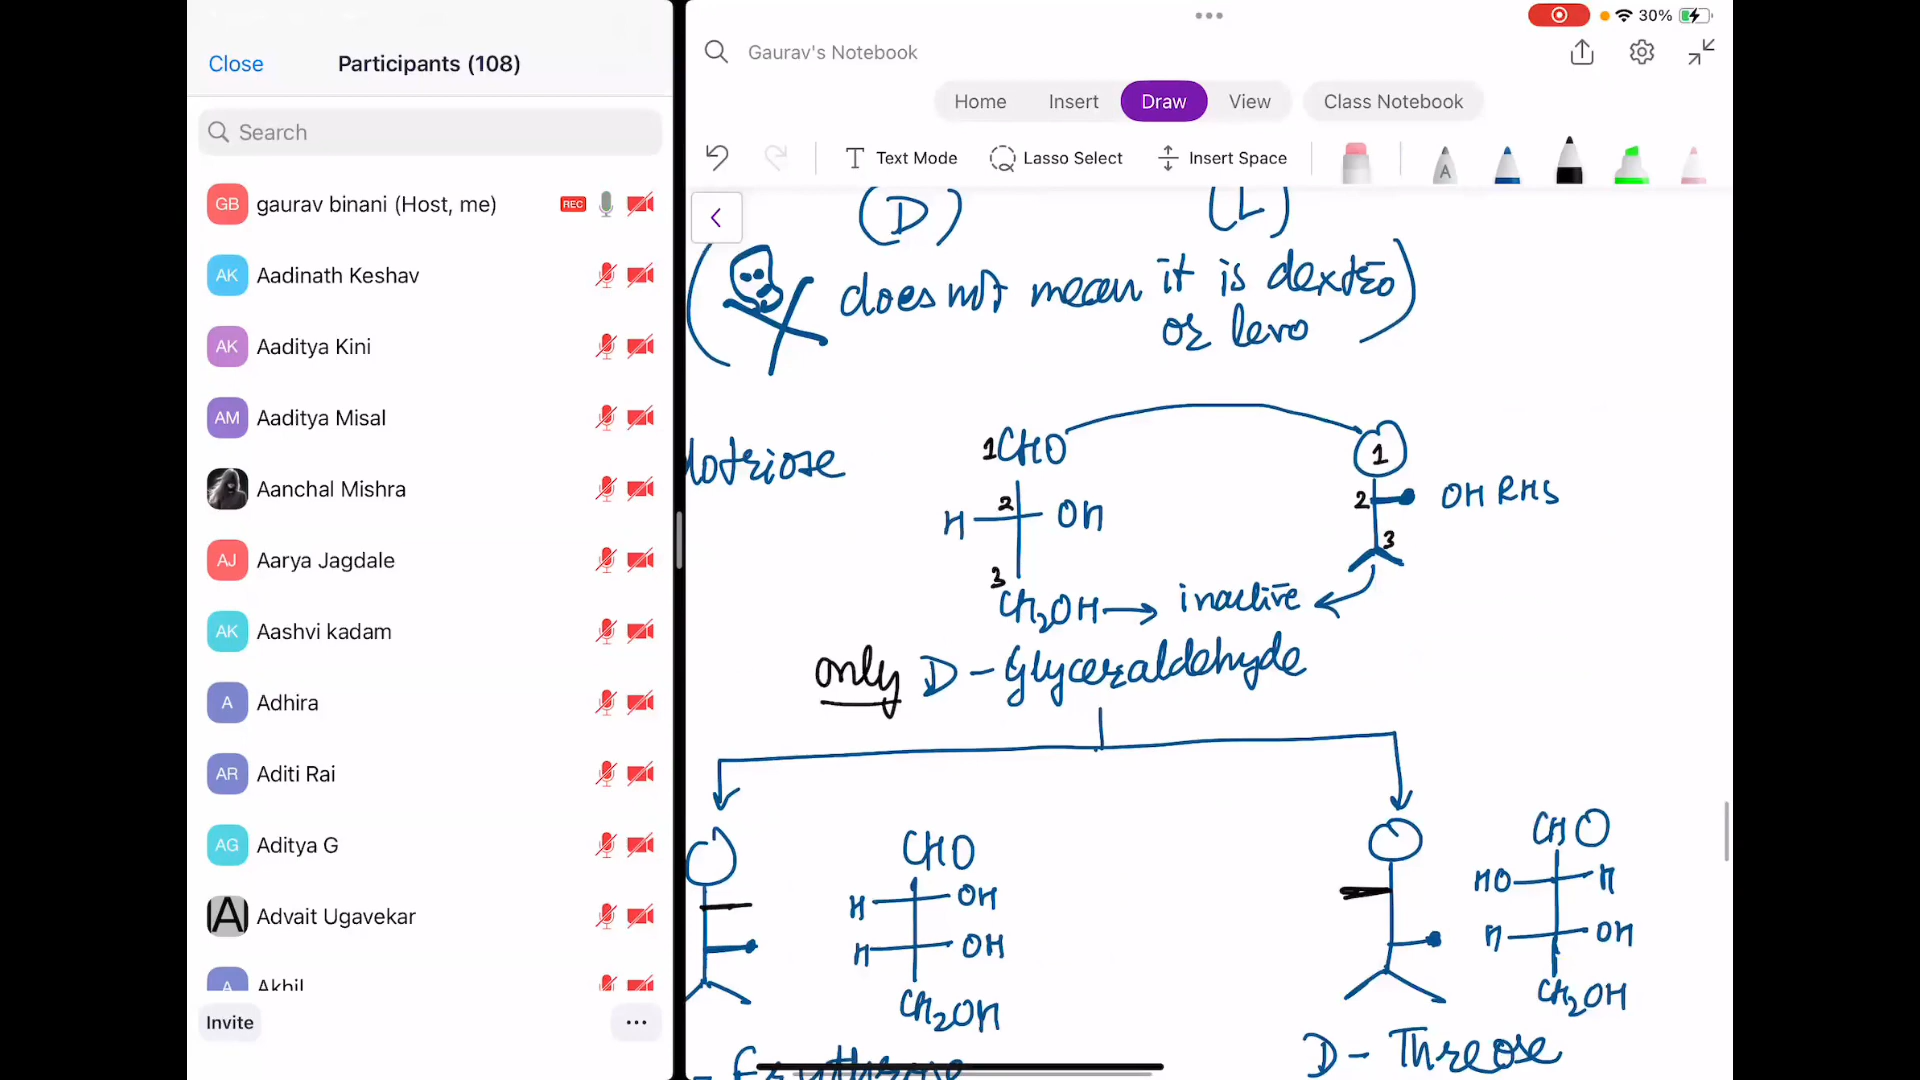 30%
Close
Participants (108)
Search
GB gaurav binani (Host, me) REC
AK Aadinath Keshav
AK Aaditya Kini
AM Aaditya Misal
Aanchal Mishra
AJ Aarya Jagdale
AK Aashvi kadam
A Adhira
AR Aditi Rai
AG Aditya G
A Advait Ugavekar
A Akhil
Invite
Gaurav's Notebook
Home Insert Draw View Class Notebook
Text Mode Lasso Select Insert Space A
(D) (L)
does not mean it is dextro
or levo
lotriose
1CHO 1
2 2 OH RHS
H OH
3 3
CH2OH → inactive
only D - Glyceraldehyde
CHO CHO
H OH HO H
H OH H OH
CH2OH CH2OH
- Erythrose D - Threose